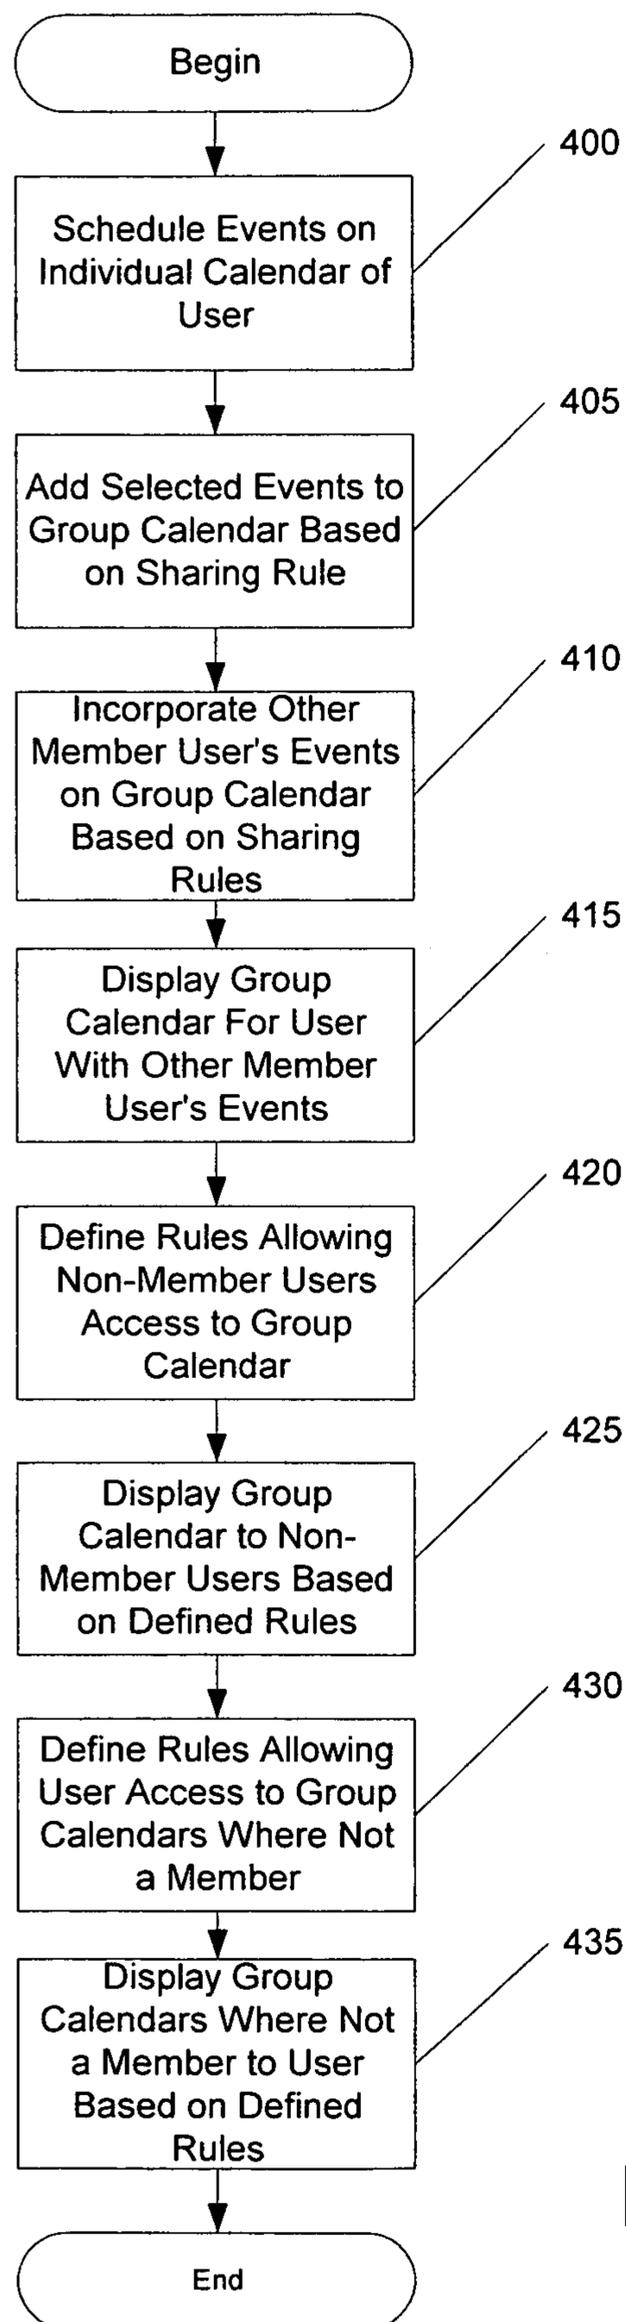 Begin
400
Schedule Events on
Individual Calendar of
User
405
Add Selected Events to
Group Calendar Based
on Sharing Rule
410
Incorporate Other
Member User's Events
on Group Calendar
Based on Sharing
Rules
415
Display Group
Calendar For User
With Other Member
User's Events
420
Define Rules Allowing
Non-Member Users
Access to Group
Calendar
425
Display Group
Calendar to Non-
Member Users Based
on Defined Rules
430
Define Rules Allowing
User Access to Group
Calendars Where Not
a Member
435
Display Group
Calendars Where Not
a Member to User
Based on Defined
Rules
End